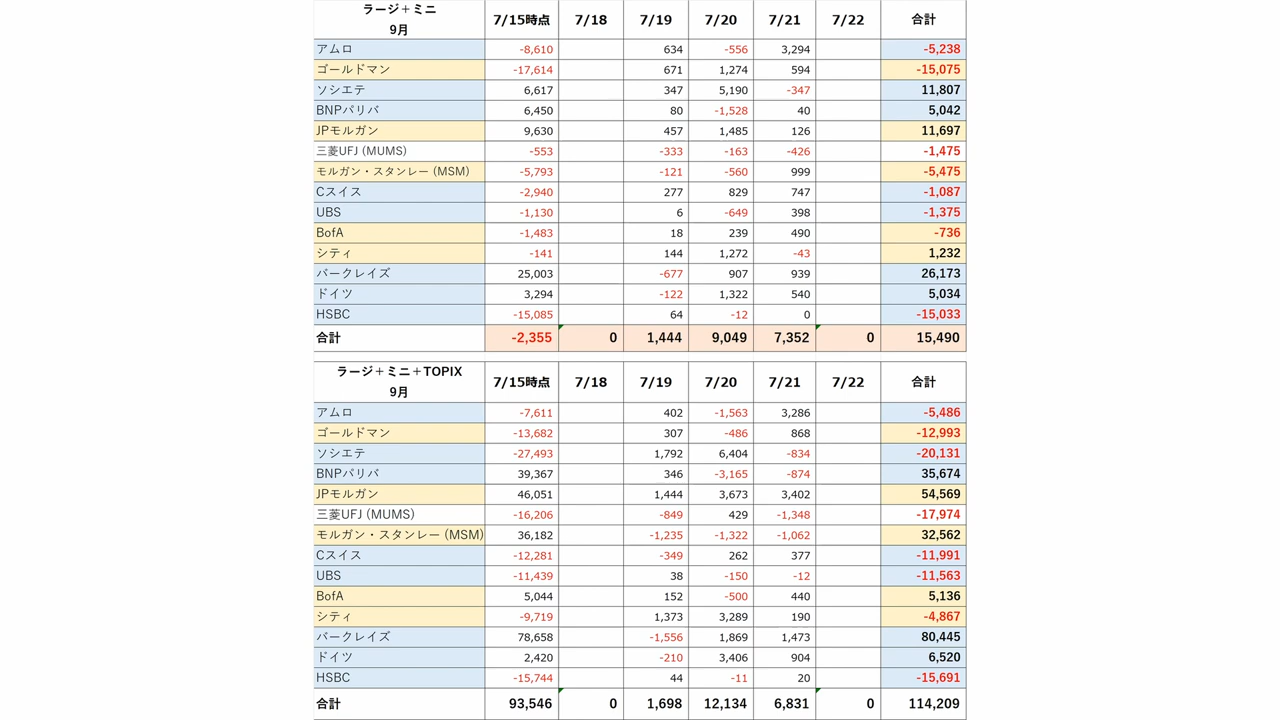 ラージ＋ミニ
9月 7/15時点 7/18 7/19 7/20 7/21 7/22 合計
アムロ -8,610 634 -556 3,294 -5,238
ゴールドマン -17,614 671 1,274 594 -15,075
ソシエテ 6,617 347 5,190 -347 11,807
BNPパリバ 6,450 80 -1,528 40 5,042
JPモルガン 9,630 457 1,485 126 11,697
三菱UFJ (MUMS) -553 -333 -163 -426 -1,475
モルガン・スタンレー (MSM) -5,793 -121 -560 999 -5,475
Cスイス -2,940 277 829 747 -1,087
UBS -1,130 6 -649 398 -1,375
BofA -1,483 18 239 490 -736
シティ -141 144 1,272 -43 1,232
バークレイズ 25,003 -677 907 939 26,173
ドイツ 3,294 -122 1,322 540 5,034
HSBC -15,085 64 -12 0 -15,033
合計 -2,355 0 1,444 9,049 7,352 0 15,490
ラージ＋ミニ＋TOPIX
9月 7/15時点 7/18 7/19 7/20 7/21 7/22 合計
アムロ -7,611 402 -1,563 3,286 -5,486
ゴールドマン -13,682 307 -486 868 -12,993
ソシエテ -27,493 1,792 6,404 -834 -20,131
BNPパリバ 39,367 346 -3,165 -874 35,674
JPモルガン 46,051 1,444 3,673 3,402 54,569
三菱UFJ (MUMS) -16,206 -849 429 -1,348 -17,974
モルガン・スタンレー (MSM) 36,182 -1,235 -1,322 -1,062 32,562
Cスイス -12,281 -349 262 377 -11,991
UBS -11,439 38 -150 -12 -11,563
BofA 5,044 152 -500 440 5,136
シティ -9,719 1,373 3,289 190 -4,867
バークレイズ 78,658 -1,556 1,869 1,473 80,445
ドイツ 2,420 -210 3,406 904 6,520
HSBC -15,744 44 -11 20 -15,691
合計 93,546 0 1,698 12,134 6,831 0 114,209